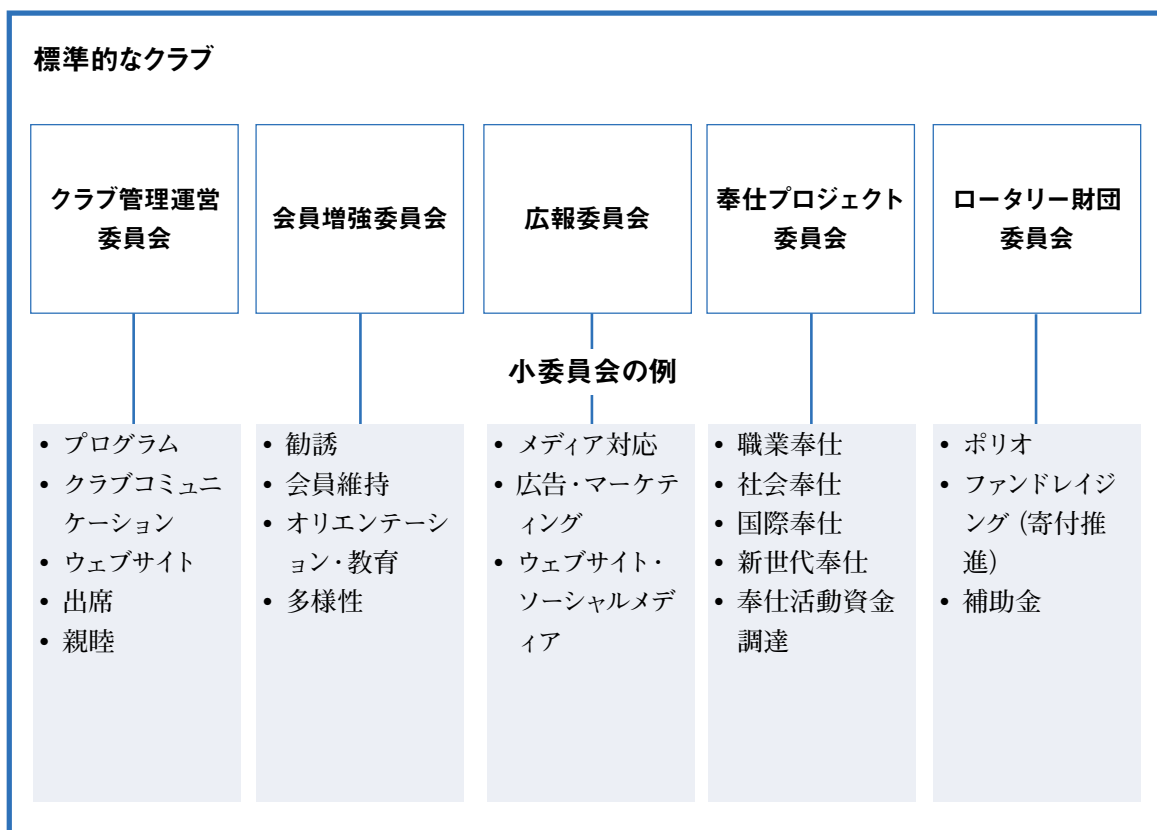 標準的なクラブ
クラブ管理運営
委員会
会員増強委員会
広報委員会
奉仕プロジェクト
委員会
ロータリー財団
委員会
小委員会の例
• プログラム
• クラブコミュニ
ケーション
• ウェブサイト
• 出席
• 親睦
• 勧誘
• 会員維持
• オリエンテーシ
ョン・教育
• 多様性
• メディア対応
• 広告・マーケテ
ィング
• ウェブサイト・
ソーシャルメデ
ィア
• 職業奉仕
• 社会奉仕
• 国際奉仕
• 新世代奉仕
• 奉仕活動資金
調達
• ポリオ
• ファンドレイジ
ング (寄付推
進)
• 補助金